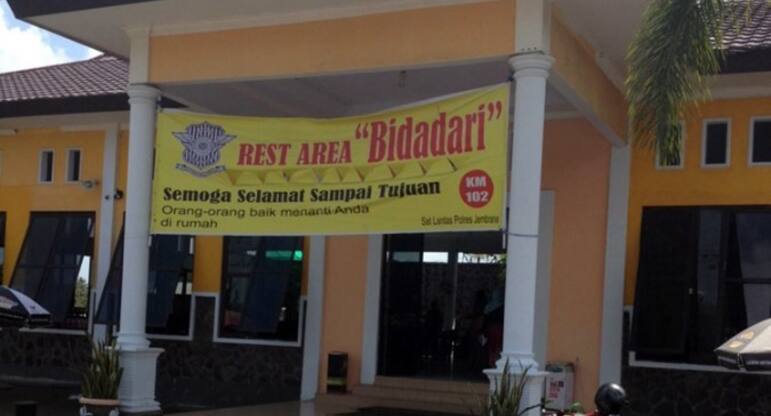 REST AREA "Bidadari"
Semoga Selamat Sampai Tujuan
Orang-orang baik menanti Anda
di rumah
KM
102
Sat Lantas Polres Jembrana